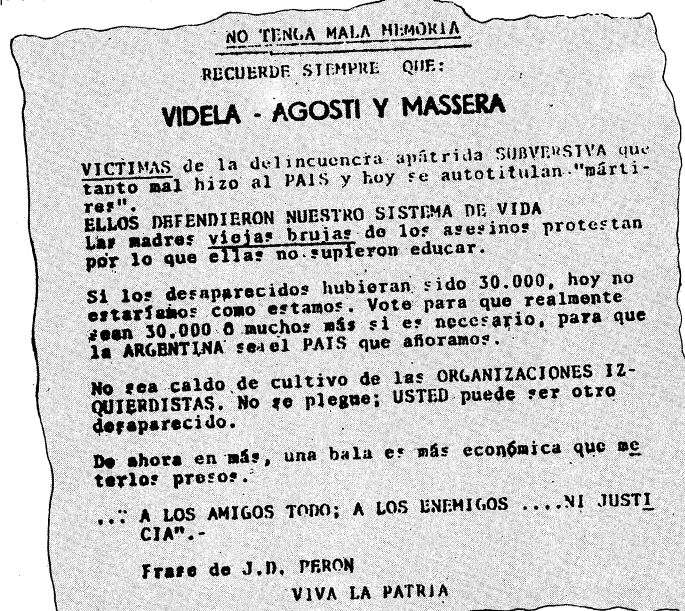 NO TENGA MALA MEMORIA
RECUERDE SIEMPRE QUE:
VIDELA - AGOSTI Y MASSERA
VICTIMAS de la delincuencia apátrida SUBVERSIVA que
tanto mal hizo al PAIS y hoy se autotitulan "márti-
res".
ELLOS DEFENDIERON NUESTRO SISTEMA DE VIDA
Las madres viejas brujas de los asesinos protestan
por lo que ellas no supieron educar.
Si los desaparecidos hubieran sido 30.000, hoy no
estaríamos como estamos. Vote para que realmente
sean 30.000 ó muchos más si es necesario, para que
la ARGENTINA sea el PAIS que añoramos.
No sea caldo de cultivo de las ORGANIZACIONES IZ-
QUIERDISTAS. No se plegue; USTED puede ser otro
desaparecido.
De ahora en más, una bala es más económica que me
terlos presos."
..." A LOS AMIGOS TODO; A LOS ENEMIGOS ....NI JUSTI
CIA".-
Frase de J.D. PERON
VIVA LA PATRIA